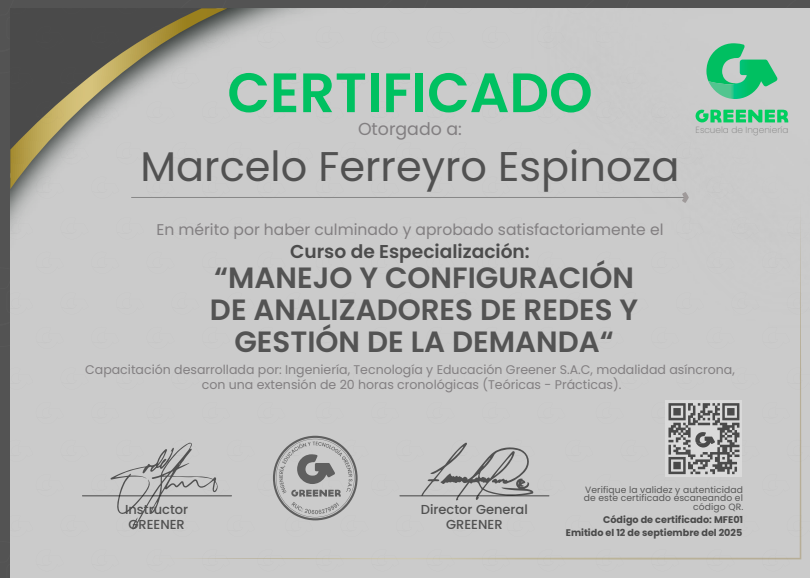 CERTIFICADO
GREENER
Escuela de Ingeniería
Otorgado a:
Marcelo Ferreyro Espinoza
En mérito por haber culminado y aprobado satisfactoriamente el
Curso de Especialización:
“MANEJO Y CONFIGURACIÓN
DE ANALIZADORES DE REDES Y
GESTIÓN DE LA DEMANDA“
Capacitación desarrollada por: Ingeniería, Tecnología y Educación Greener S.A.C, modalidad asíncrona,
con una extensión de 20 horas cronológicas (Teóricas - Prácticas).
Instructor
GREENER
INGENIERÍA, EDUCACIÓN Y TECNOLOGÍA GREENER S.A.C.
GREENER
Director General
GREENER
Verifique la validez y autenticidad
de este certificado escaneando el
código QR.
Código de certificado: MFE01
Emitido el 12 de septiembre del 2025